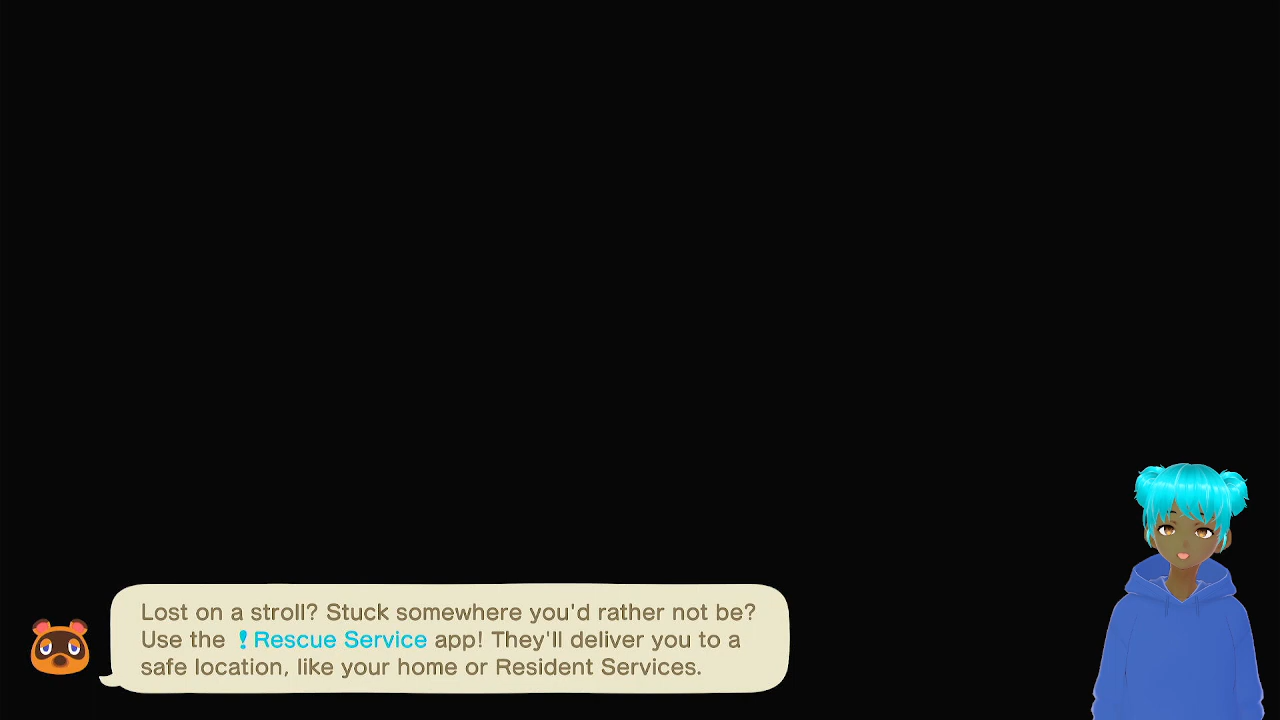 Lost on a stroll? Stuck somewhere you'd rather not be?
Use the ! Rescue Service app! They'll deliver you to a
safe location, like your home or Resident Services.